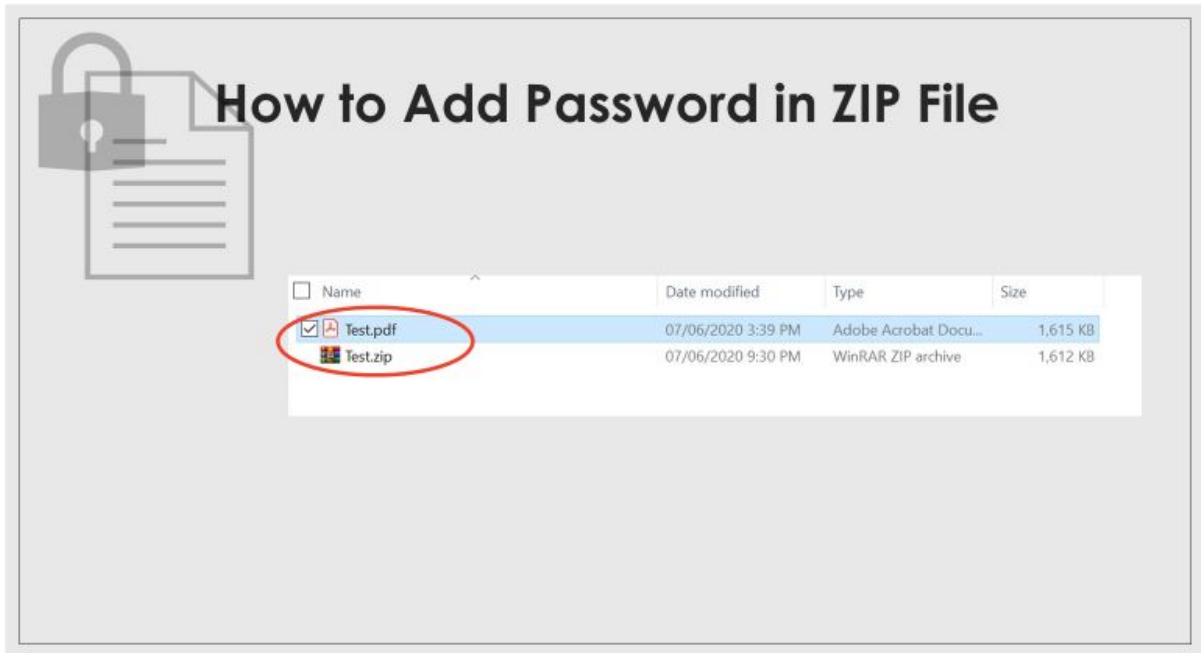 How to Add Password in ZIP File
Name Date modified Type Size
Test.pdf 07/06/2020 3:39 PM Adobe Acrobat Docu... 1,615 KB
Test.zip 07/06/2020 9:30 PM WinRAR ZIP archive 1,612 KB